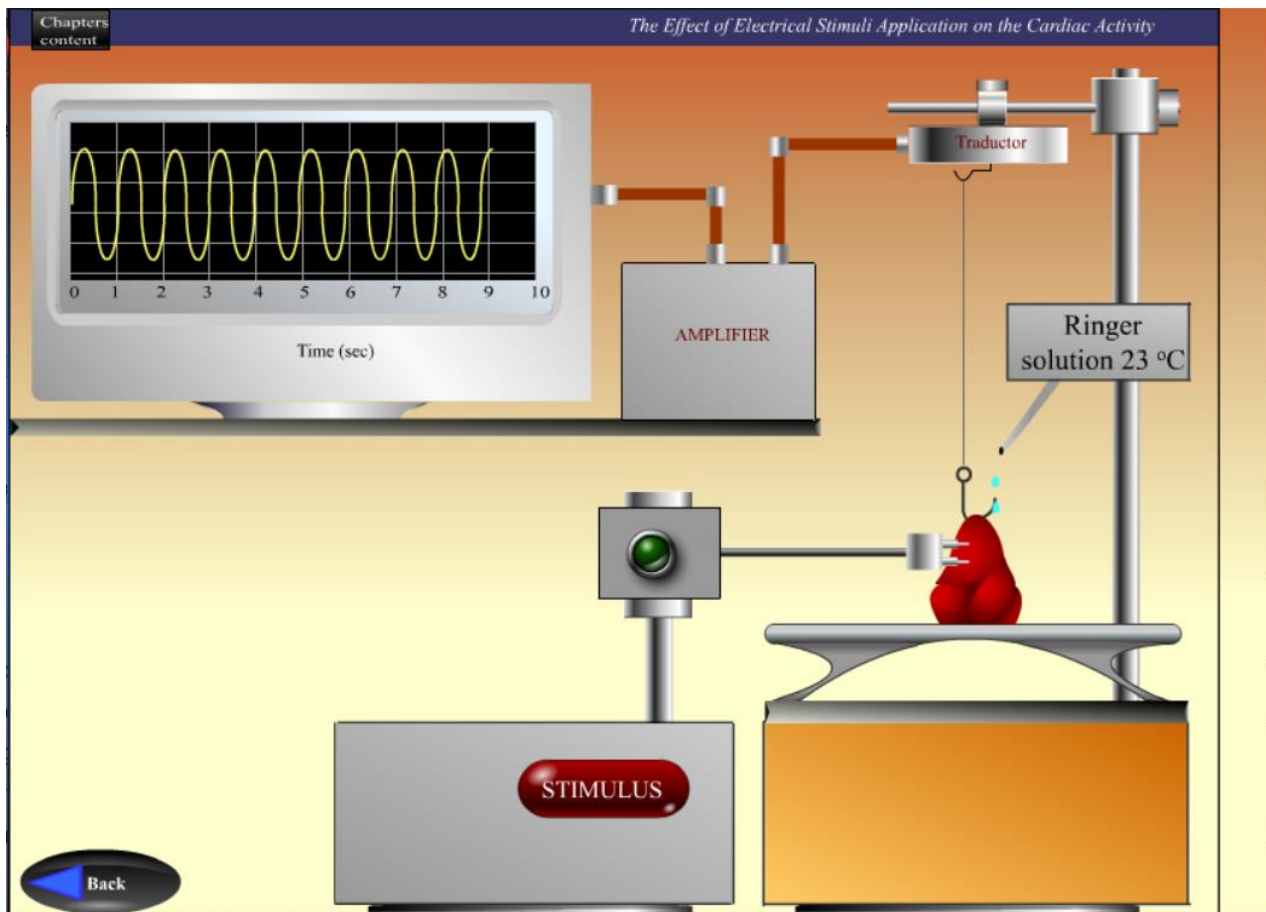 Chapters
content
The Effect of Electrical Stimuli Application on the Cardiac Activity
Traductor
0 1 2 3 4 5 6 7 8 9 10
Time (sec)
AMPLIFIER
Ringer
solution 23 °C
STIMULUS
Back